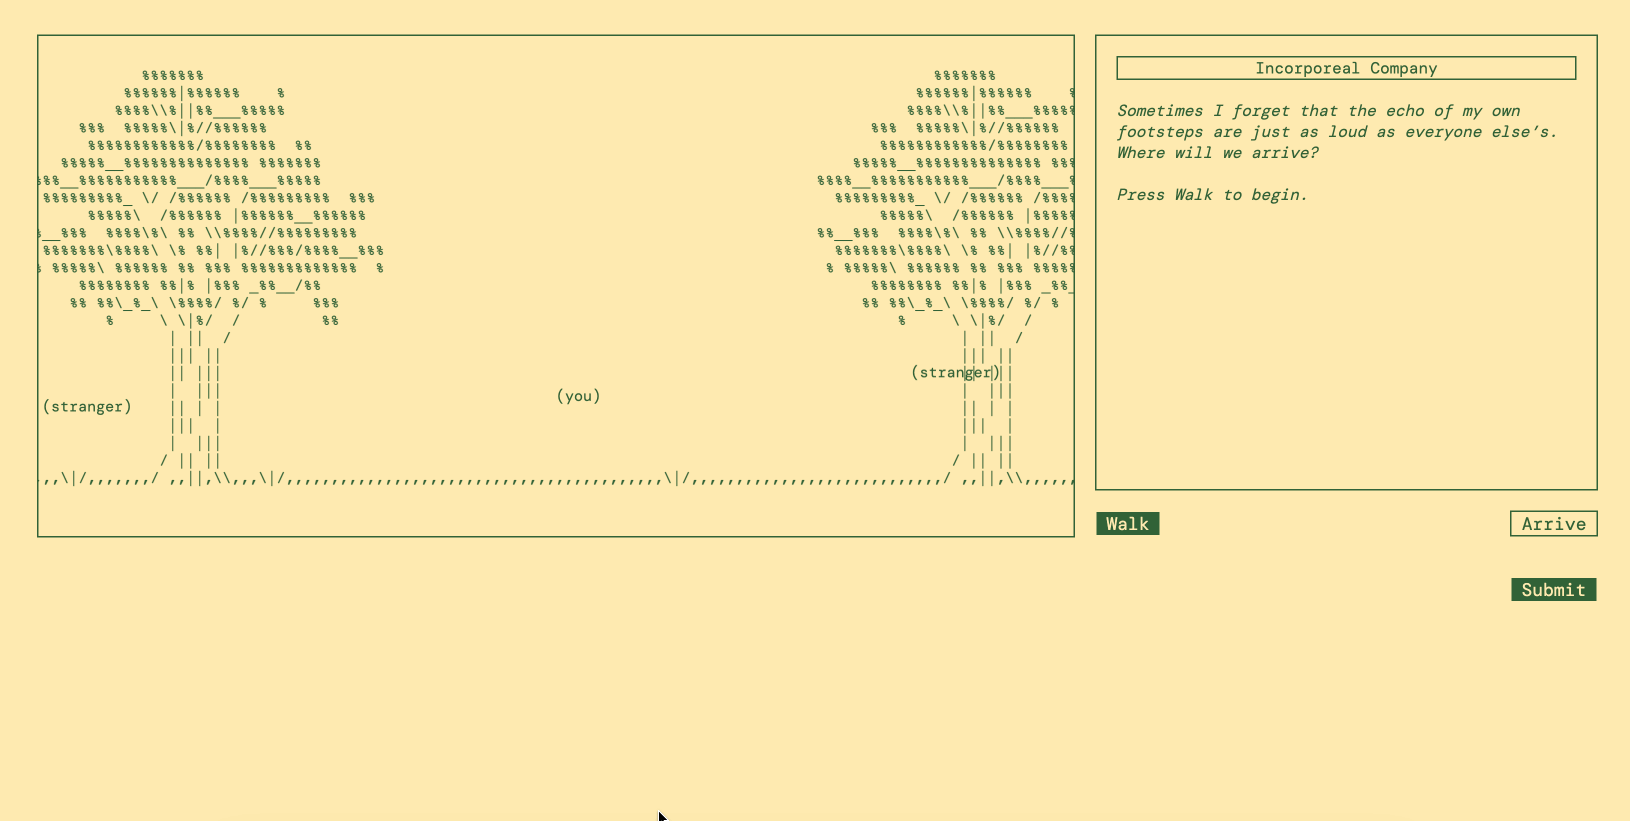 Incorporeal Company
Sometimes I forget that the echo of my own
footsteps are just as loud as everyone else’s.
Where will we arrive?
Press Walk to begin.
(stranger)
(you)
(stranger)
Walk
Arrive
Submit